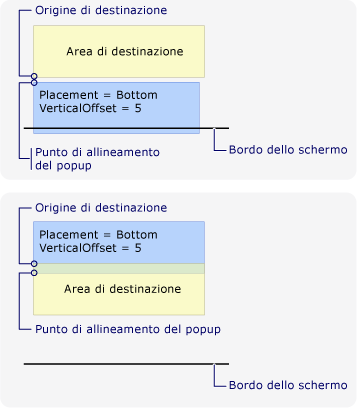 Origine di destinazione
Area di destinazione
Placement = Bottom
VerticalOffset = 5
Bordo dello schermo
Punto di allineamento
del popup
Origine di destinazione
Placement = Bottom
VerticalOffset = 5
Area di destinazione
Punto di allineamento del popup
Bordo dello schermo